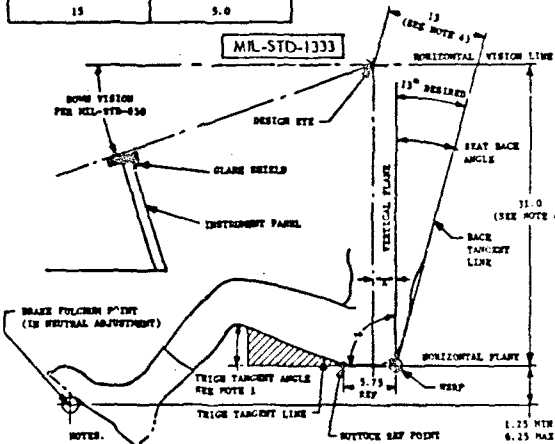 15 5.0
13
(SEE NOTE 4)
MIL-STD-1333
HORIZONTAL VISION LINE
13° DESIRED
DOWN VISION
PER MIL-STD-850
DESIGN EYE
SEAT BACK
ANGLE
GLARE SHIELD
VERTICAL PLANE
31.0
(SEE NOTE
INSTRUMENT PANEL
BACK
TANGENT
LINE
BRAKE FULCRUM POINT
(IN NEUTRAL ADJUSTMENT)
HORIZONTAL PLANE
THIGH TANGENT ANGLE
SEE NOTE 1
5.75
REF
THIGH TANGENT LINE
BUTTOCK REF POINT
1.25 MIN
6.25 MAX
NOTES.